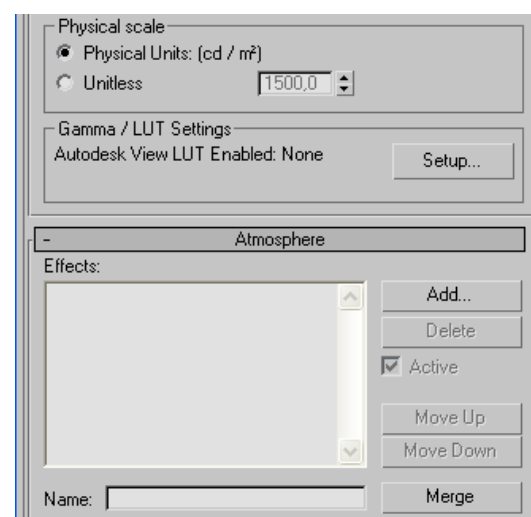 Physical scale
Physical Units: (cd / m²)
Unitless 1500,0
Gamma / LUT Settings
Autodesk View LUT Enabled: None
Setup...
- Atmosphere
Effects:
Add...
Delete
Active
Move Up
Move Down
Name:
Merge